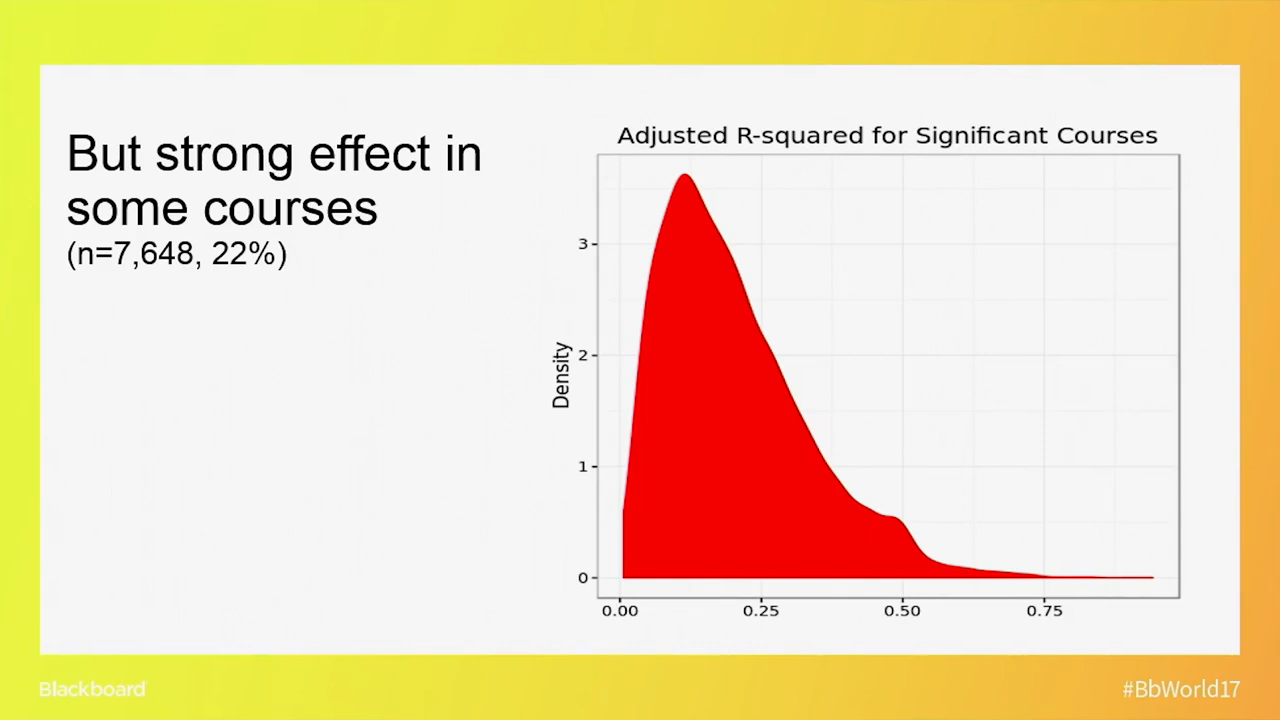 But strong effect in
some courses
(n=7,648, 22%)
Adjusted R-squared for Significant Courses
Density
3
2
1
0
0.00 0.25 0.50 0.75
Blackboard
#BbWorld17